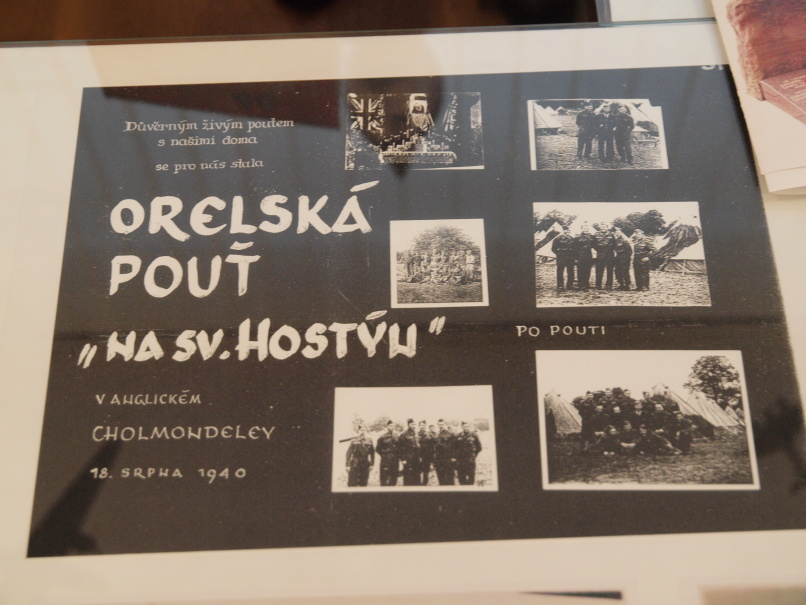 Důvěrným živým poutem
s našimi doma
se pro nás stala
ORELSKÁ
POUŤ
„NA SV. HOSTÝN"
PO POUTI
V ANGLICKÉM
CHOLMONDELEY
18. SRPNA 1940